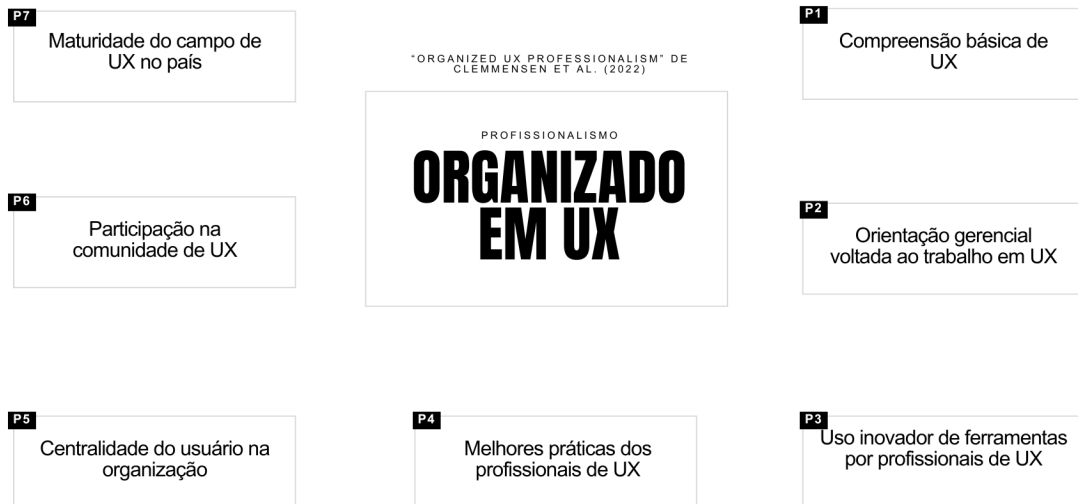 P7
Maturidade do campo de
UX no país
"ORGANIZED UX PROFESSIONALISM" DE
CLEMMENSEN ET AL. (2022)
PROFISSIONALISMO
ORGANIZADO
EM UX
P1
Compreensão básica de
UX
P6
Participação na
comunidade de UX
P2
Orientação gerencial
voltada ao trabalho em UX
P5
Centralidade do usuário na
organização
P4
Melhores práticas dos
profissionais de UX
P3
Uso inovador de ferramentas
por profissionais de UX